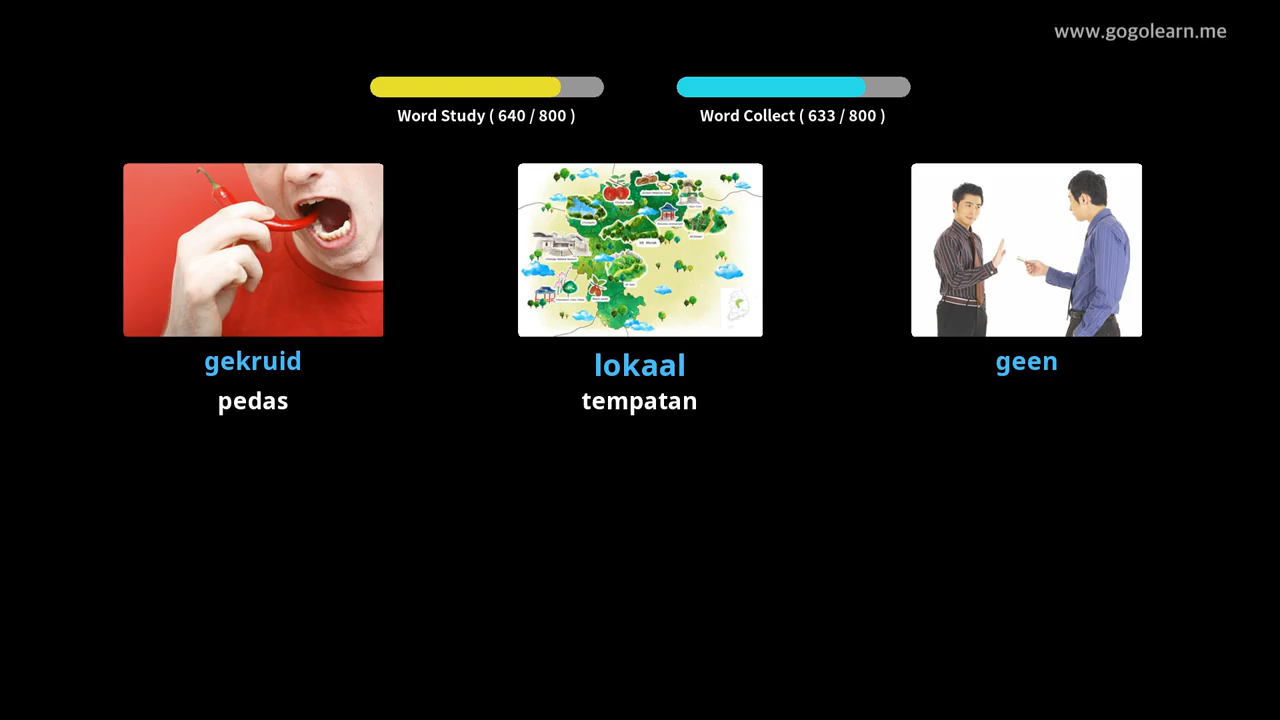 www.gogolearn.me
Word Study ( 640 / 800 )
Word Collect ( 633 / 800 )
gekruid
lokaal
geen
pedas
tempatan